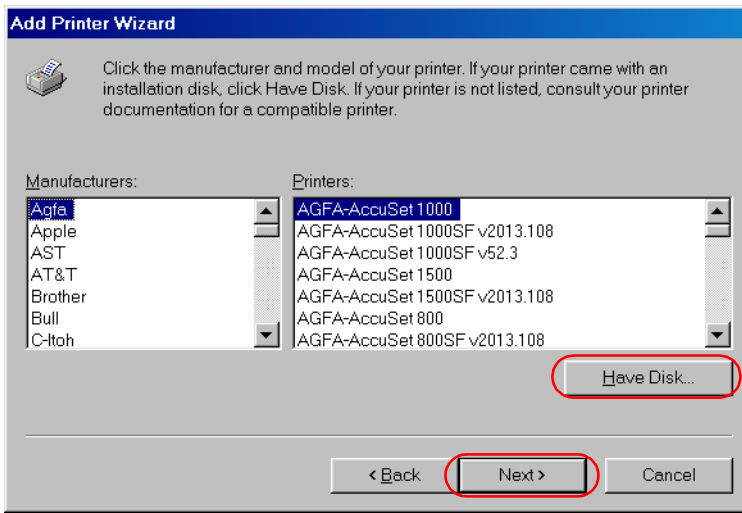 Add Printer Wizard
Click the manufacturer and model of your printer. If your printer came with an
installation disk, click Have Disk. If your printer is not listed, consult your printer
documentation for a compatible printer.
Manufacturers:
Agfa
Apple
AST
AT&T
Brother
Bull
C-Itoh
Printers:
AGFA-AccuSet 1000
AGFA-AccuSet 1000SF v2013.108
AGFA-AccuSet 1000SF v52.3
AGFA-AccuSet 1500
AGFA-AccuSet 1500SF v2013.108
AGFA-AccuSet 800
AGFA-AccuSet 800SF v2013.108
Have Disk...
< Back
Next >
Cancel